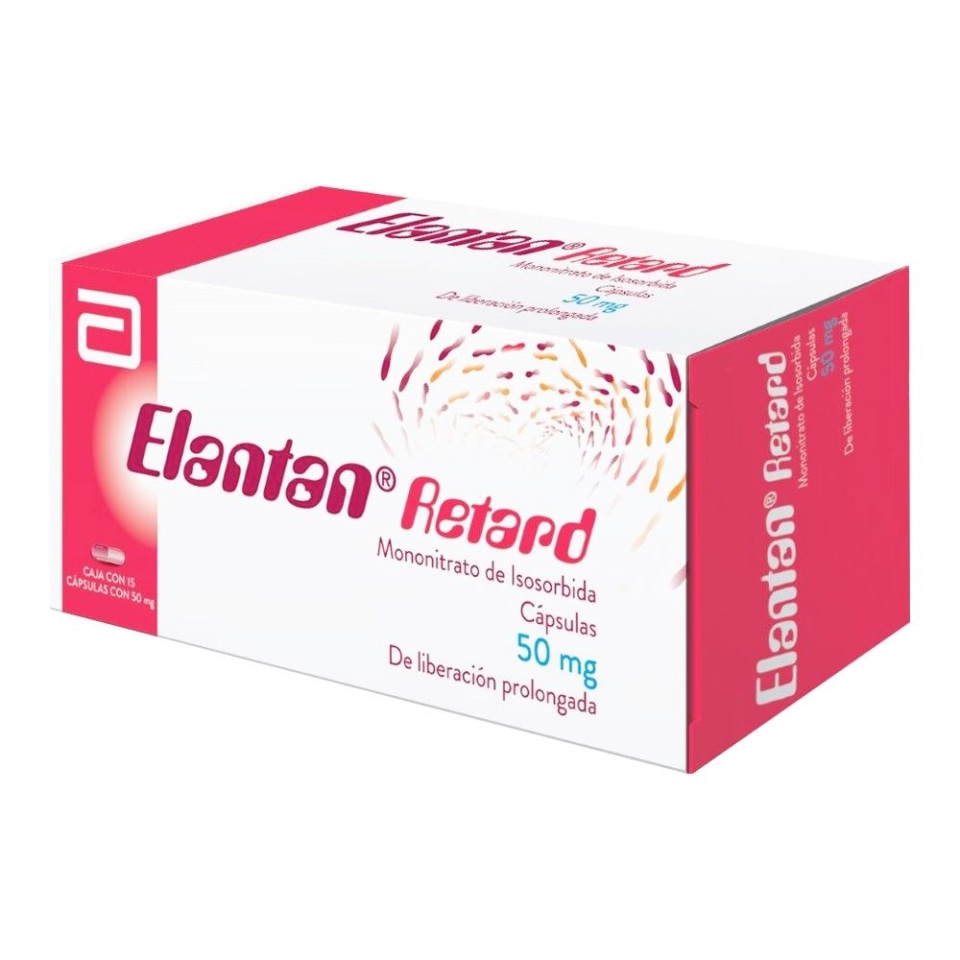 Elantan® Retard
Mononitrato de Isosorbida
Cápsulas
50 mg
De liberación prolongada
Elantan® Retard
Mononitrato de Isosorbida
Cápsulas
50 mg
De liberación prolongada
CAJA CON 15
CÁPSULAS CON 50 mg
Elantan® Retard
Mononitrato de Isosorbida
Cápsulas
50 mg
De liberación prolongada